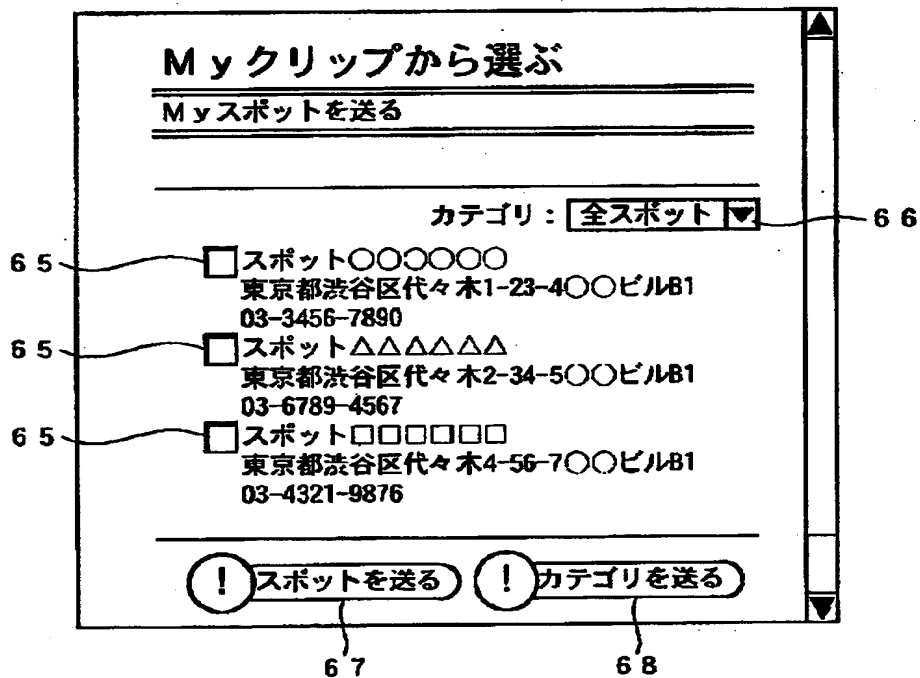 Myクリップから選ぶ
Myスポットを送る
カテゴリ：全スポット
66
65
スポット○○○○○○
東京都渋谷区代々木1-23-4○○ビルB1
03-3456-7890
65
スポット△△△△△△
東京都渋谷区代々木2-34-5○○ビルB1
03-6789-4567
65
スポット□□□□□□
東京都渋谷区代々木4-56-7○○ビルB1
03-4321-9876
! スポットを送る
! カテゴリを送る
67
68